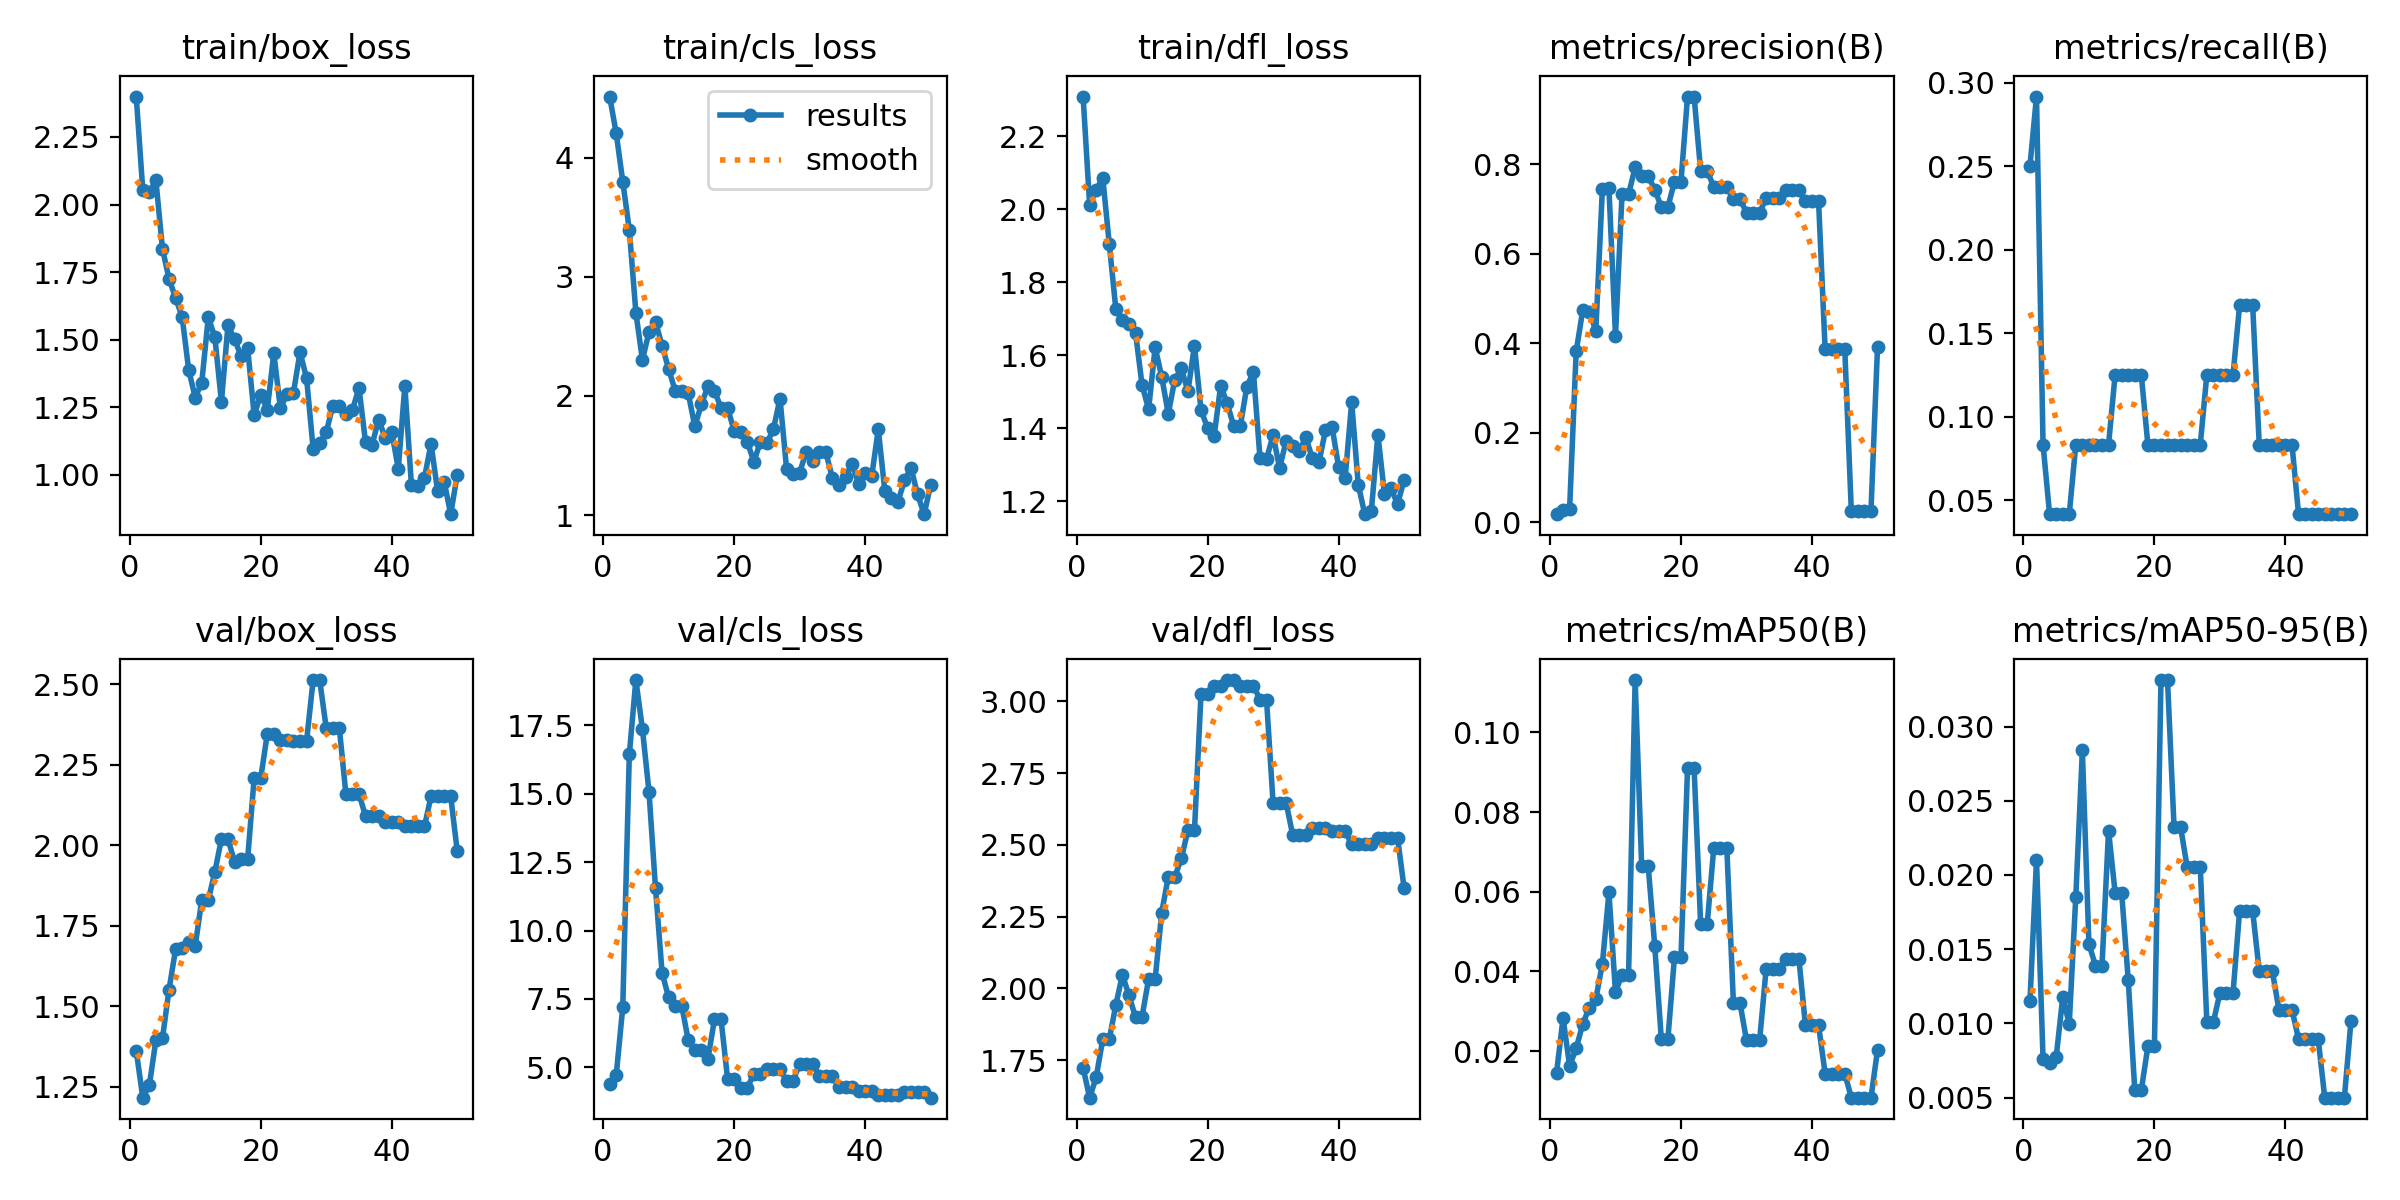 train/box_loss
2.25
2.00
1.75
1.50
1.25
1.00
0 20 40
train/cls_loss
results
smooth
4
3
2
1
0 20 40
train/dfl_loss
2.2
2.0
1.8
1.6
1.4
1.2
0 20 40
metrics/precision(B)
0.8
0.6
0.4
0.2
0.0
0 20 40
metrics/recall(B)
0.30
0.25
0.20
0.15
0.10
0.05
0 20 40
val/box_loss
2.50
2.25
2.00
1.75
1.50
1.25
0 20 40
val/cls_loss
17.5
15.0
12.5
10.0
7.5
5.0
0 20 40
val/dfl_loss
3.00
2.75
2.50
2.25
2.00
1.75
0 20 40
metrics/mAP50(B)
0.10
0.08
0.06
0.04
0.02
0 20 40
metrics/mAP50-95(B)
0.030
0.025
0.020
0.015
0.010
0.005
0 20 40